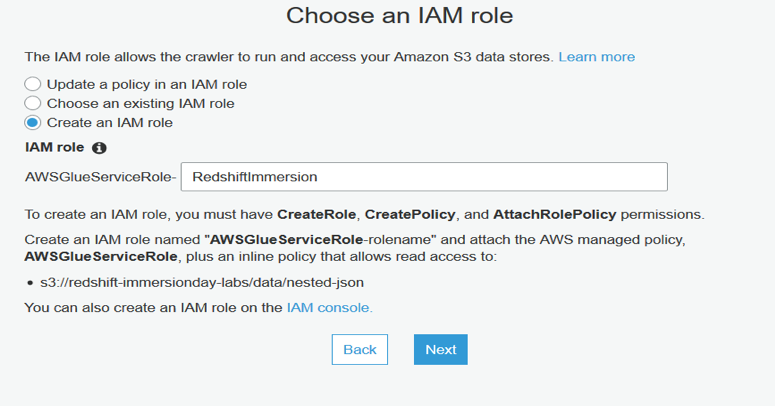 Choose an IAM role
The IAM role allows the crawler to run and access your Amazon S3 data stores. Learn more
Update a policy in an IAM role
Choose an existing IAM role
Create an IAM role
IAM role
AWSGlueServiceRole- RedshiftImmersion
To create an IAM role, you must have CreateRole, CreatePolicy, and AttachRolePolicy permissions.
Create an IAM role named "AWSGlueServiceRole-rolename" and attach the AWS managed policy,
AWSGlueServiceRole, plus an inline policy that allows read access to:
• s3://redshift-immersionday-labs/data/nested-json
You can also create an IAM role on the IAM console.
Back Next